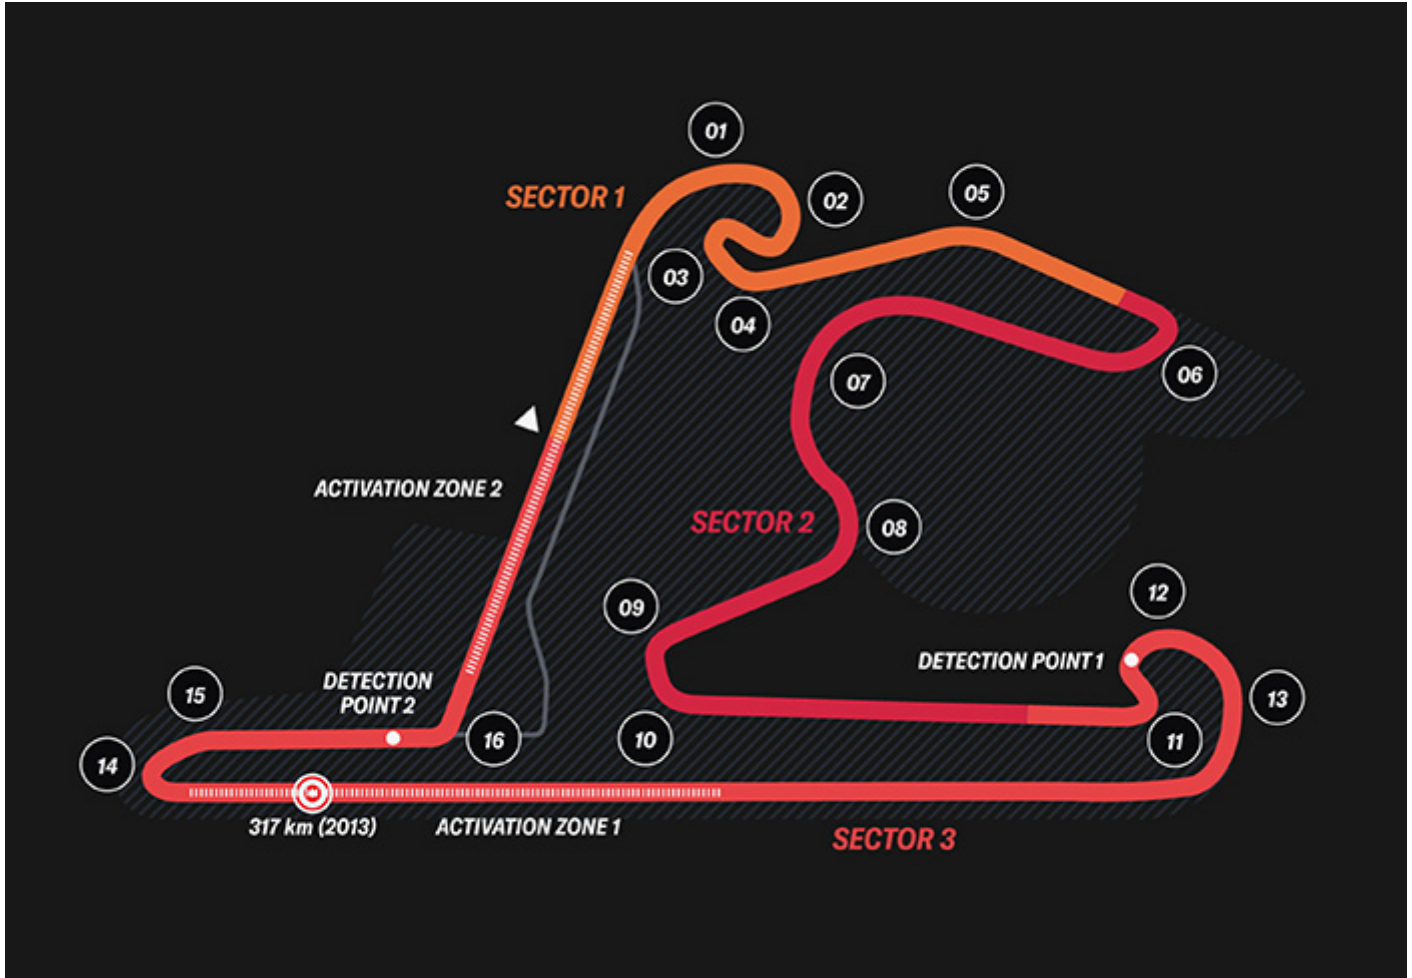 01
SECTOR 1
02
05
03
04
06
07
ACTIVATION ZONE 2
SECTOR 2
08
09
12
DETECTION POINT 1
15
DETECTION
POINT 2
13
14
16
10
11
317 km (2013)
ACTIVATION ZONE 1
SECTOR 3